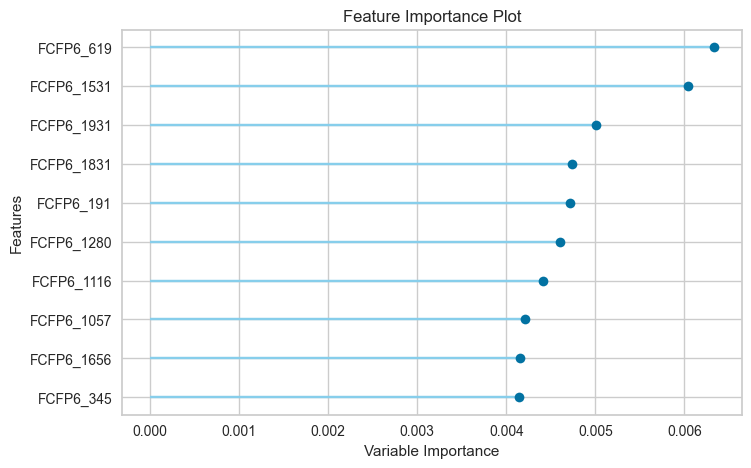 Feature Importance Plot
Features
FCFP6_619
FCFP6_1531
FCFP6_1931
FCFP6_1831
FCFP6_191
FCFP6_1280
FCFP6_1116
FCFP6_1057
FCFP6_1656
FCFP6_345
0.000 0.001 0.002 0.003 0.004 0.005 0.006
Variable Importance